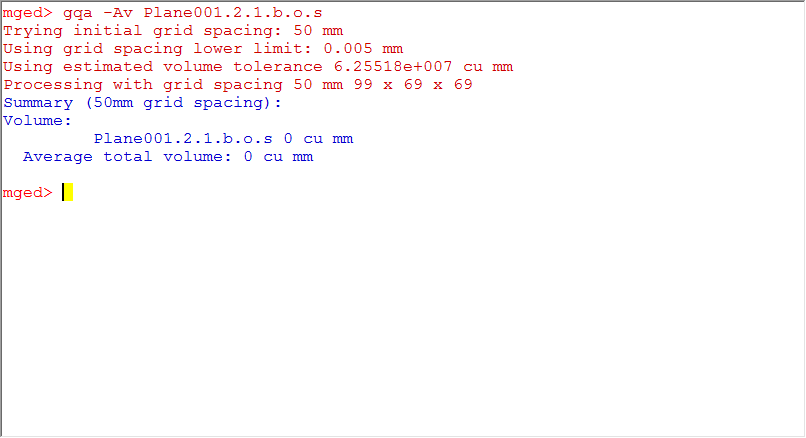 mged> gqa -Av Plane001.2.1.b.o.s
Trying initial grid spacing: 50 mm
Using grid spacing lower limit: 0.005 mm
Using estimated volume tolerance 6.25518e+007 cu mm
Processing with grid spacing 50 mm 99 x 69 x 69
Summary (50mm grid spacing):
Volume:
Plane001.2.1.b.o.s 0 cu mm
Average total volume: 0 cu mm
mged>